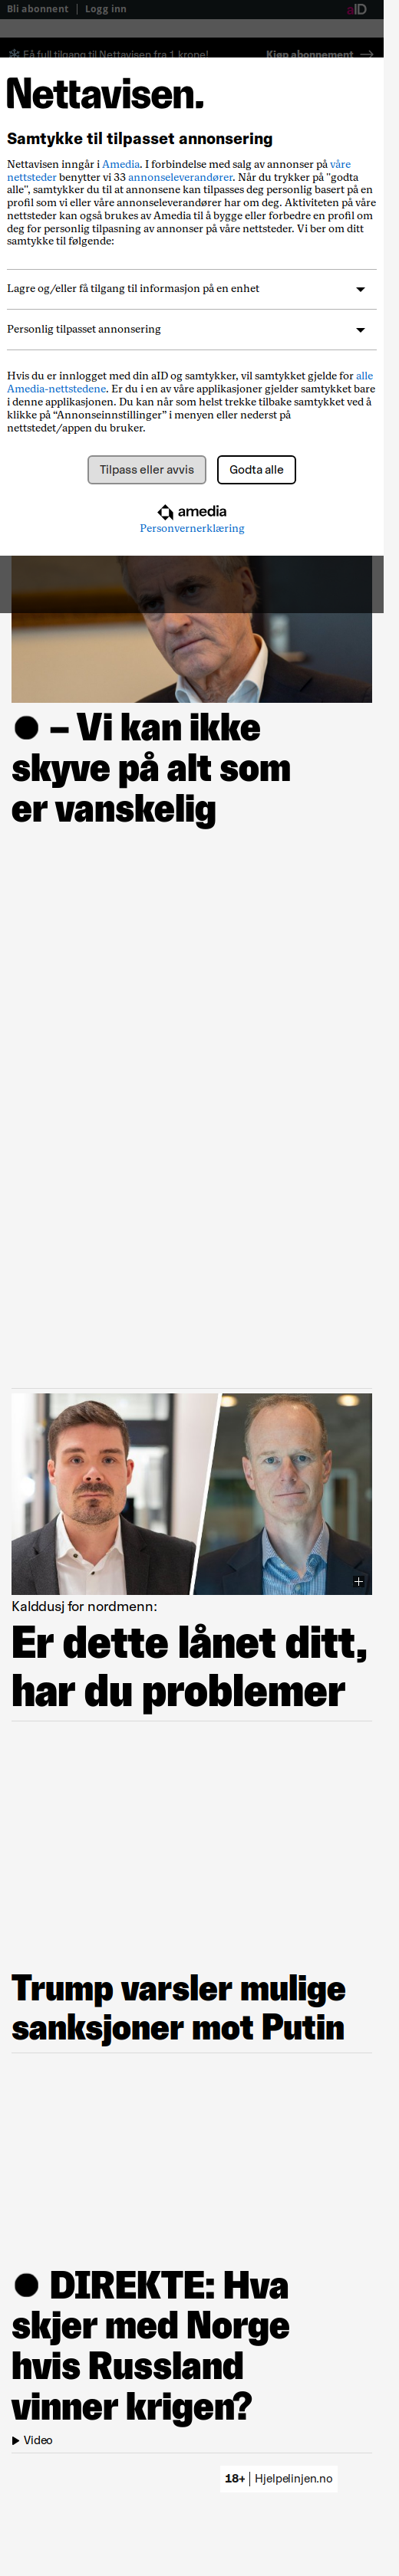 Bli abonnent | Logg inn
aID
Få full tilgang til Nettavisen fra 1 krone!
Kjøp abonnement
Nettavisen.
Samtykke til tilpasset annonsering
Nettavisen inngår i Amedia. I forbindelse med salg av annonser på våre
nettsteder benytter vi 33 annonseleverandører. Når du trykker på "godta
alle", samtykker du til at annonsene kan tilpasses deg personlig basert på en
profil som vi eller våre annonseleverandører har om deg. Aktiviteten på våre
nettsteder kan også brukes av Amedia til å bygge eller forbedre en profil om
deg for personlig tilpasning av annonser på våre nettsteder. Vi ber om ditt
samtykke til følgende:
Lagre og/eller få tilgang til informasjon på en enhet
Personlig tilpasset annonsering
Hvis du er innlogget med din aID og samtykker, vil samtykket gjelde for alle
Amedia-nettstedene. Er du i en av våre applikasjoner gjelder samtykket bare
i denne applikasjonen. Du kan når som helst trekke tilbake samtykket ved å
klikke på “Annonseinnstillinger” i menyen eller nederst på
nettstedet/appen du bruker.
Tilpass eller avvis
Godta alle
amedia
Personvernerklæring
– Vi kan ikke
skyve på alt som
er vanskelig
Kalddusj for nordmenn:
Er dette lånet ditt,
har du problemer
Trump varsler mulige
sanksjoner mot Putin
DIREKTE: Hva
skjer med Norge
hvis Russland
vinner krigen?
Video
18+ | Hjelpelinjen.no